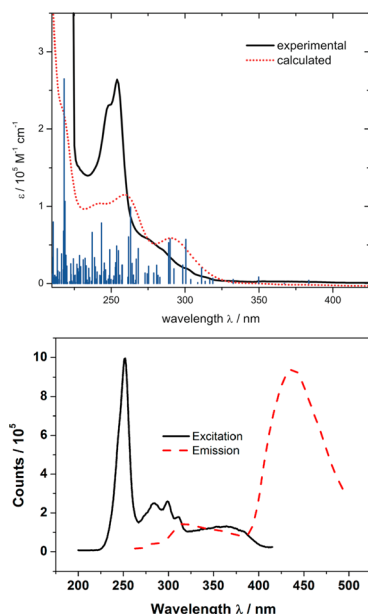 3
2
1
0
ε / 10⁵ M⁻¹ cm⁻¹
experimental
calculated
250 300 350 400
wavelength λ / nm
10
8
6
4
2
0
Counts / 10⁵
Excitation
Emission
200 250 300 350 400 450 500
Wavelength λ / nm